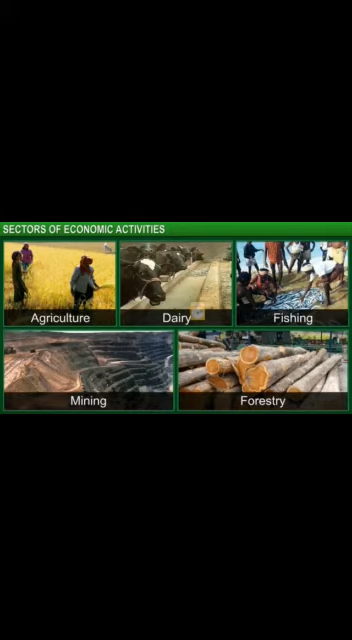 SECTORS OF ECONOMIC ACTIVITIES
Agriculture
Dairy
Fishing
Mining
Forestry